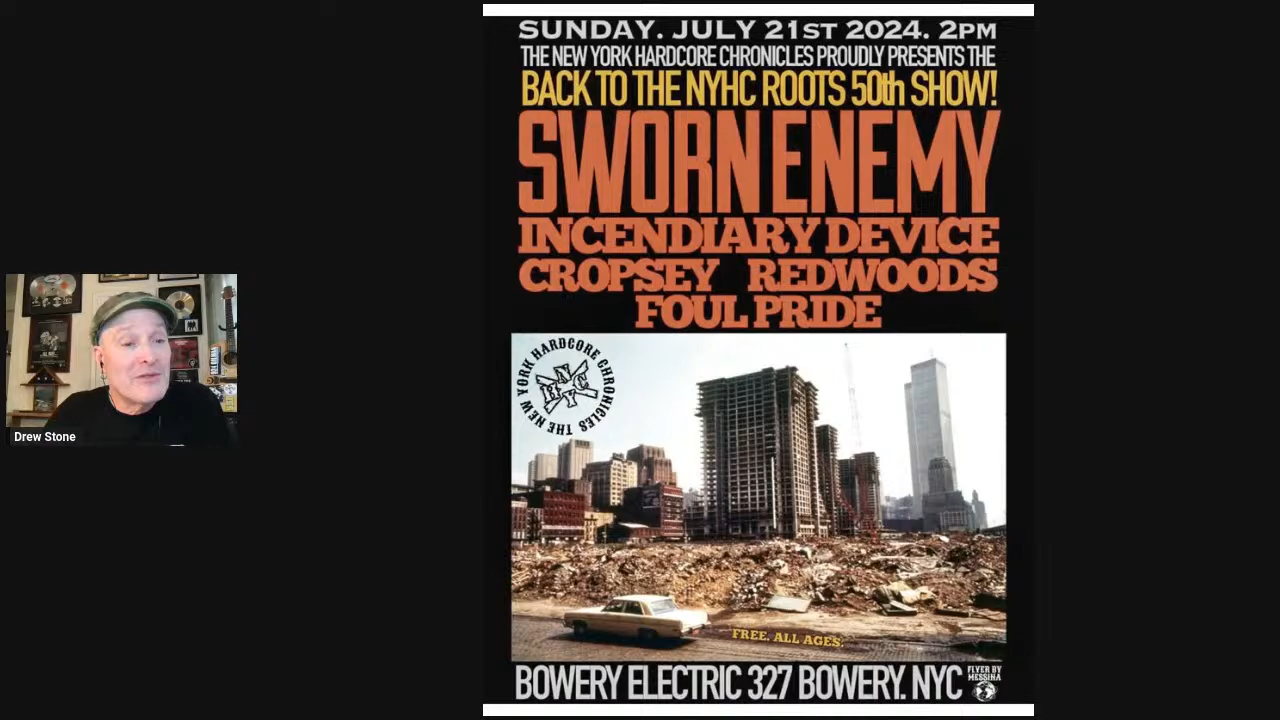 SUNDAY. JULY 21ST 2024. 2PM
THE NEW YORK HARDCORE CHRONICLES PROUDLY PRESENTS THE
BACK TO THE NYHC ROOTS 50th SHOW!
SWORN ENEMY
INCENDIARY DEVICE
CROPSEY REDWOODS
FOUL PRIDE
THE NEW YORK HARDCORE CHRONICLES
NYHC
FREE. ALL AGES.
BOWERY ELECTRIC 327 BOWERY. NYC
FLYER BY
MESSINA
Drew Stone